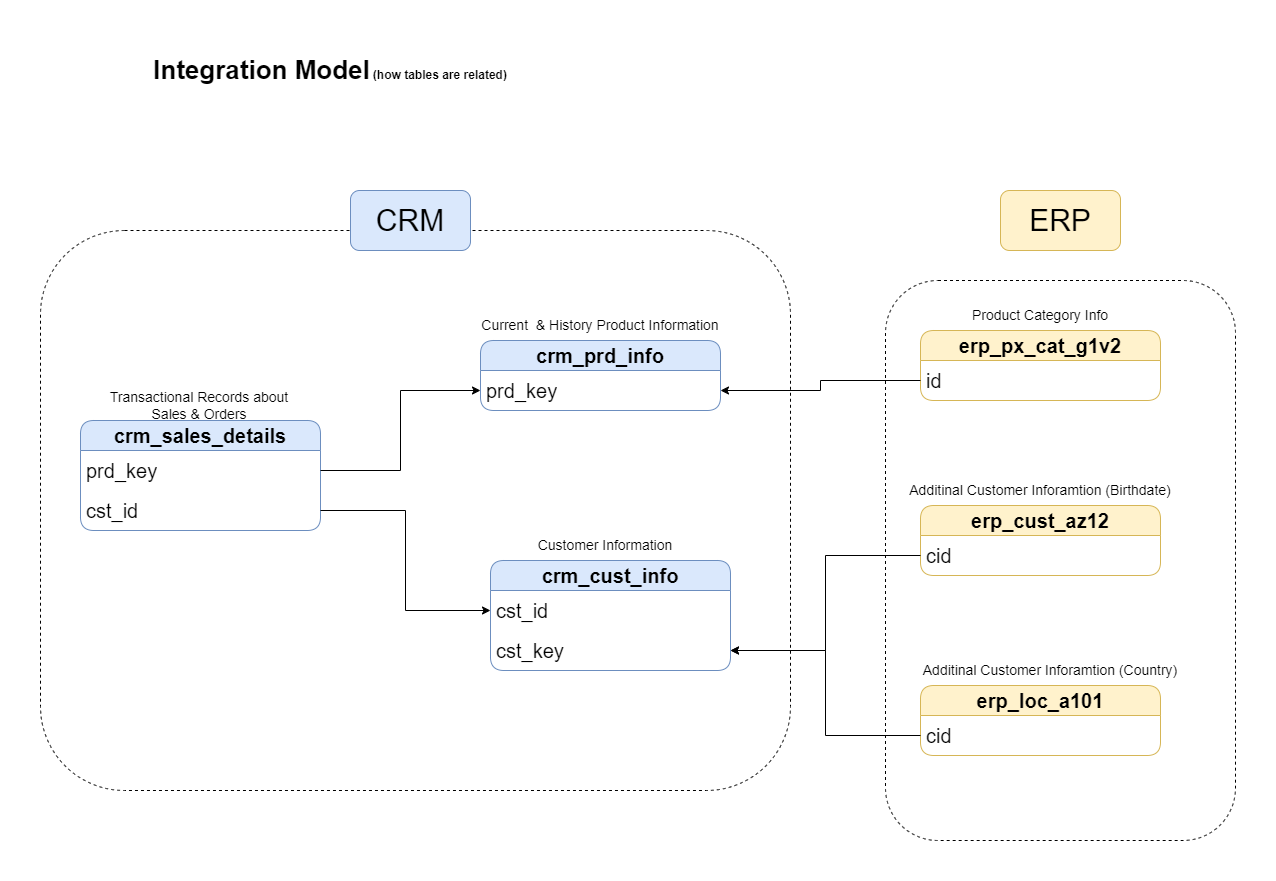 Integration Model (how tables are related)
CRM
ERP
Current & History Product Information
crm_prd_info
prd_key
Transactional Records about
Sales & Orders
crm_sales_details
prd_key
cst_id
Customer Information
crm_cust_info
cst_id
cst_key
Product Category Info
erp_px_cat_g1v2
id
Additinal Customer Inforamtion (Birthdate)
erp_cust_az12
cid
Additinal Customer Inforamtion (Country)
erp_loc_a101
cid